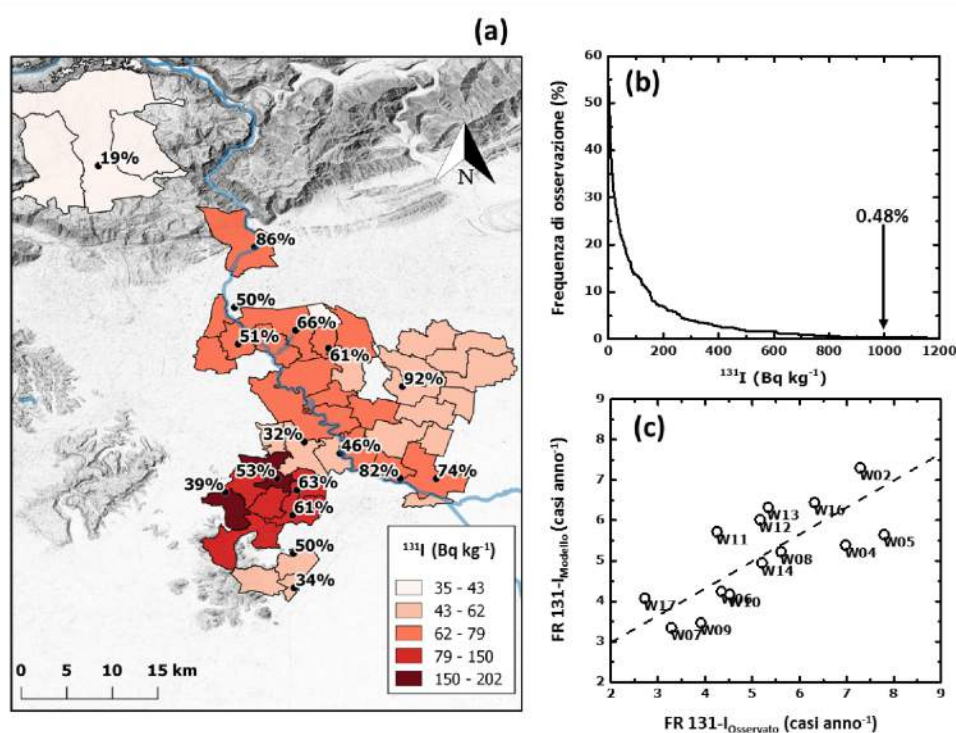 (a)
19%
N
86%
50%
66%
51%
61%
92%
32%
46%
53%
82%
74%
39%
63%
61%
50%
34%
¹³¹I (Bq kg⁻¹)
35 - 43
43 - 62
62 - 79
79 - 150
150 - 202
0 5 10 15 km
(b)
Frequenza di osservazione (%)
60
50
40
30
20
10
0
0.48%
0 200 400 600 800 1000 1200
¹³¹I (Bq kg⁻¹)
(c)
FR 131-I_Modello (casi anno⁻¹)
9
8
7
6
5
4
3
2
W02
W13
W16
W12
W11
W05
W04
W08
W14
W06
W10
W17
W07
W09
2 3 4 5 6 7 8 9
FR 131-I_Osservato (casi anno⁻¹)